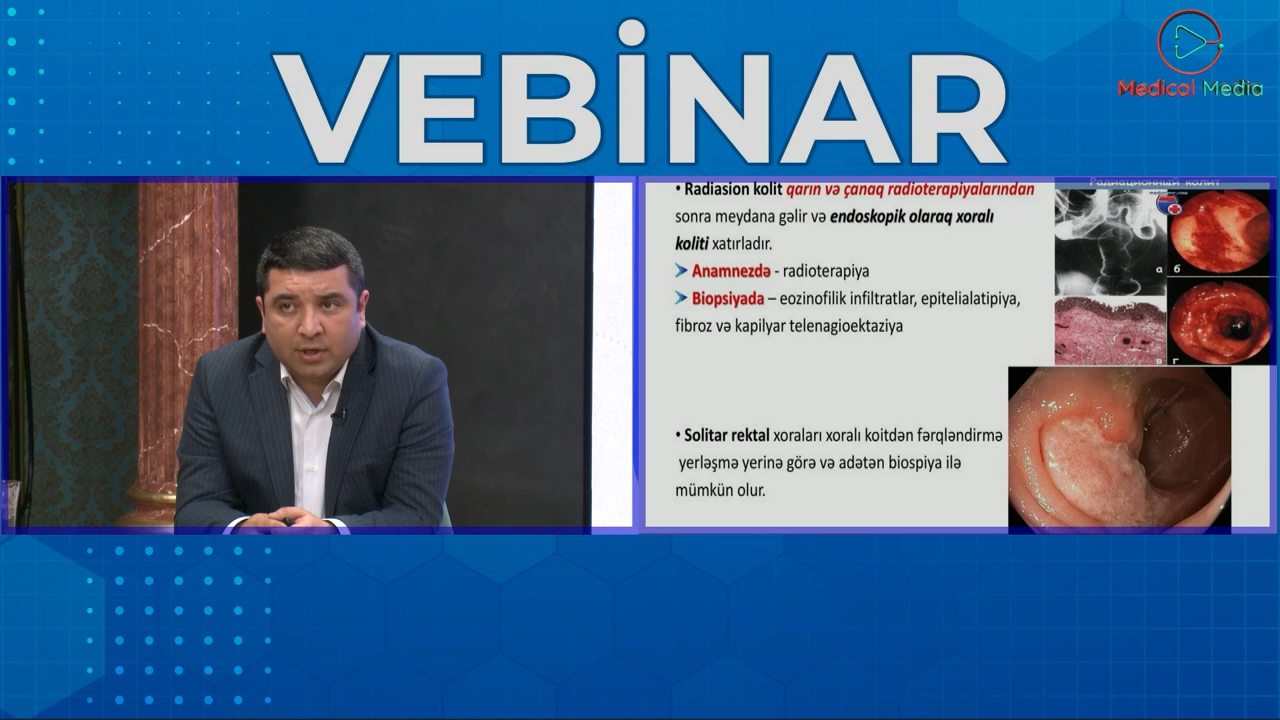 VEBİNAR
Medical Media
• Radiasion kolit qarın və çanaq radioterapiyalarından
sonra meydana gəlir və endoskopik olaraq xoralı
koliti xatırladır.
➤ Anamnezdə - radioterapiya
➤ Biopsiyada – eozinofilik infiltratlar, epitelialatipiya,
fibroz və kapilyar telenagioektaziya
• Solitar rektal xoraları xoralı koitdən fərqləndirmə
yerləşmə yerinə görə və adətən biospiya ilə
mümkün olur.
Радиационный колит
а
б
в
г